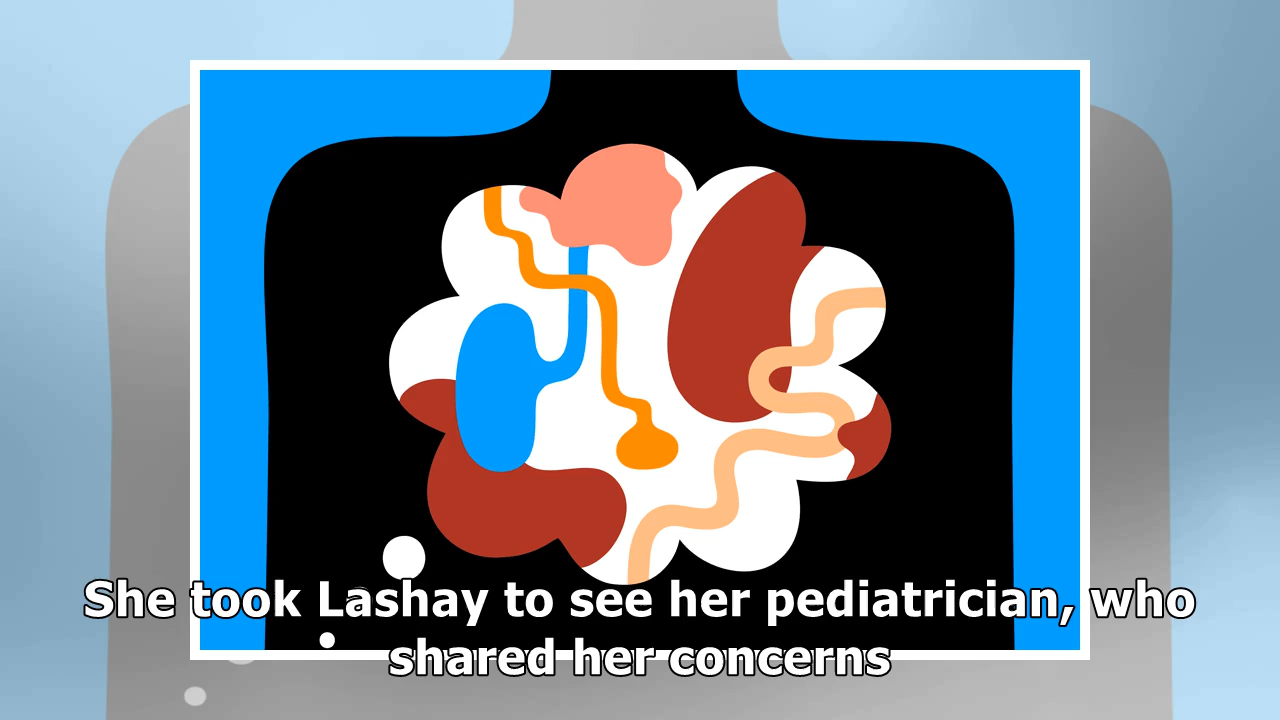 She took Lashay to see her pediatrician, who
shared her concerns